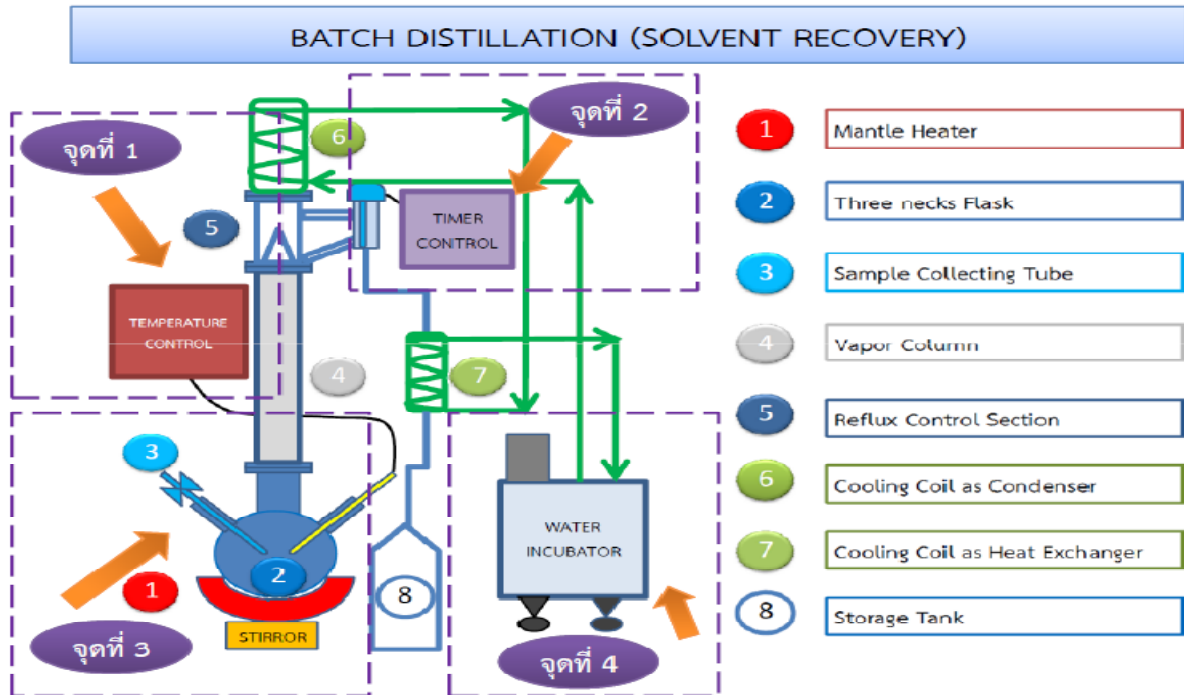 BATCH DISTILLATION (SOLVENT RECOVERY)
จุดที่ 1
6
จุดที่ 2
5
TIMER
CONTROL
TEMPERATURE
CONTROL
4
7
3
WATER
INCUBATOR
2
1
8
STIRROR
จุดที่ 3
จุดที่ 4
1 Mantle Heater
2 Three necks Flask
3 Sample Collecting Tube
4 Vapor Column
5 Reflux Control Section
6 Cooling Coil as Condenser
7 Cooling Coil as Heat Exchanger
8 Storage Tank